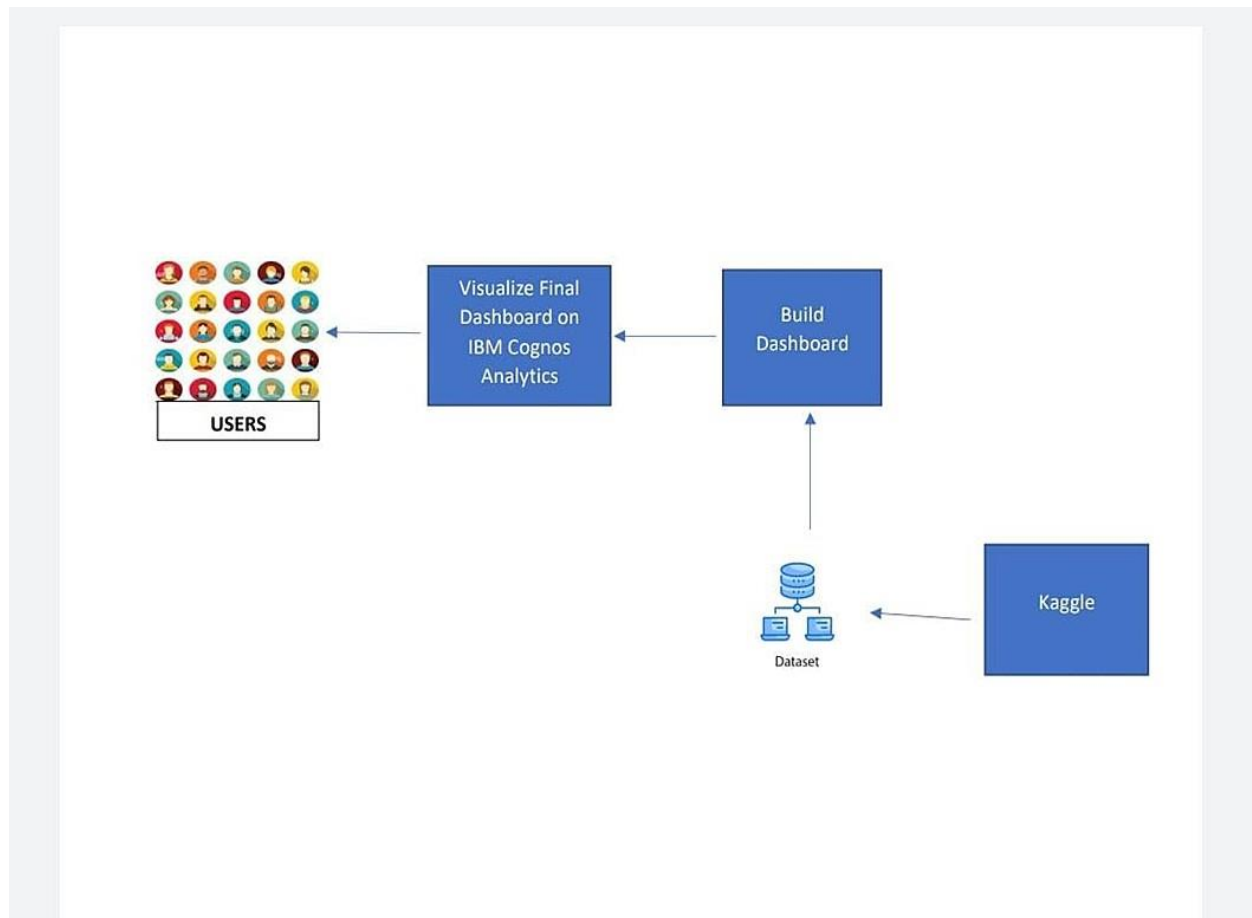 Visualize Final
Dashboard on
IBM Cognos
Analytics
Build
Dashboard
USERS
Kaggle
Dataset